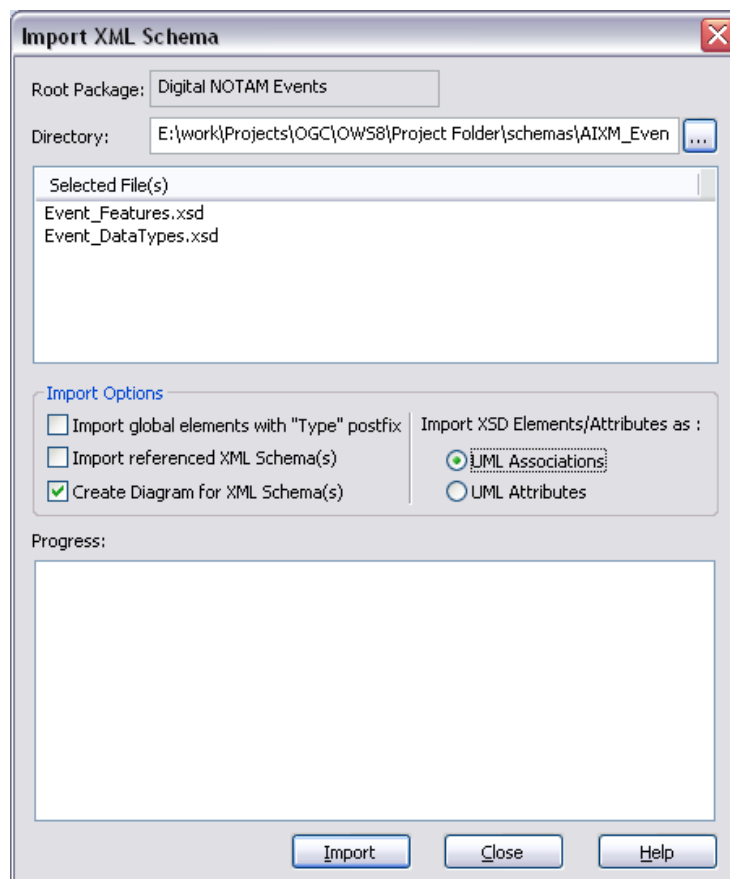 Import XML Schema
Root Package: Digital NOTAM Events
Directory: E:\work\Projects\OGC\OWS8\Project Folder\schemas\AIXM_Even ...
Selected File(s)
Event_Features.xsd
Event_DataTypes.xsd
Import Options
Import global elements with "Type" postfix Import XSD Elements/Attributes as :
Import referenced XML Schema(s) UML Associations
Create Diagram for XML Schema(s) UML Attributes
Progress:
Import Close Help